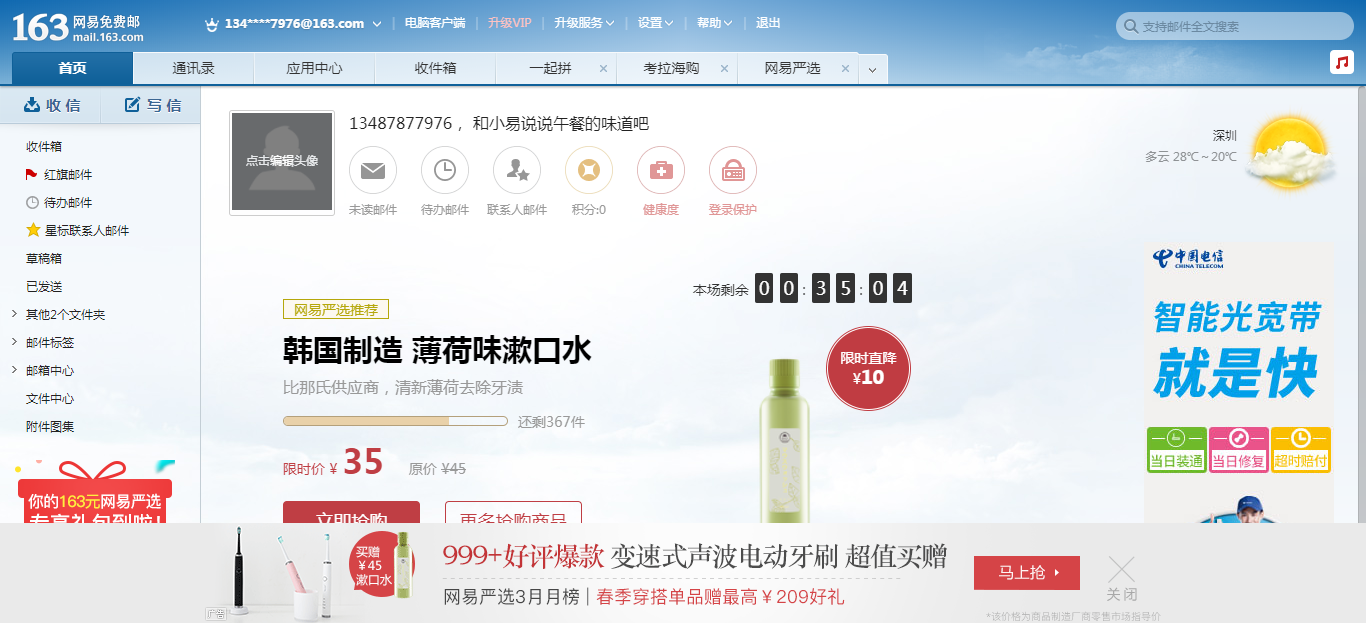 163 网易免费邮
mail.163.com
134****7976@163.com
电脑客户端
升级VIP
升级服务
设置
帮助
退出
支持邮件全文搜索
首页
通讯录
应用中心
收件箱
一起拼 ×
考拉海购 ×
网易严选 ×
收信
写信
收件箱
红旗邮件
待办邮件
星标联系人邮件
草稿箱
已发送
其他2个文件夹
邮件标签
邮箱中心
文件中心
附件图集
你的163元网易严选
专享礼包到啦!
点击编辑头像
13487877976，和小易说说午餐的味道吧
未读邮件
待办邮件
联系人邮件
积分:0
健康度
登录保护
深圳
多云 28℃～20℃
本场剩余 00:35:04
网易严选推荐
韩国制造 薄荷味漱口水
比那氏供应商，清新薄荷去除牙渍
还剩367件
限时价 ¥ 35 原价 ¥45
立即抢购
更多抢购商品
限时直降
¥10
中国电信
CHINA TELECOM
智能光宽带
就是快
当日装通
当日修复
超时赔付
买赠
¥45
漱口水
999+好评爆款 变速式声波电动牙刷 超值买赠
网易严选3月月榜 | 春季穿搭单品赠最高¥209好礼
马上抢
关闭
*该价格为商品制造厂商零售市场指导价
广告